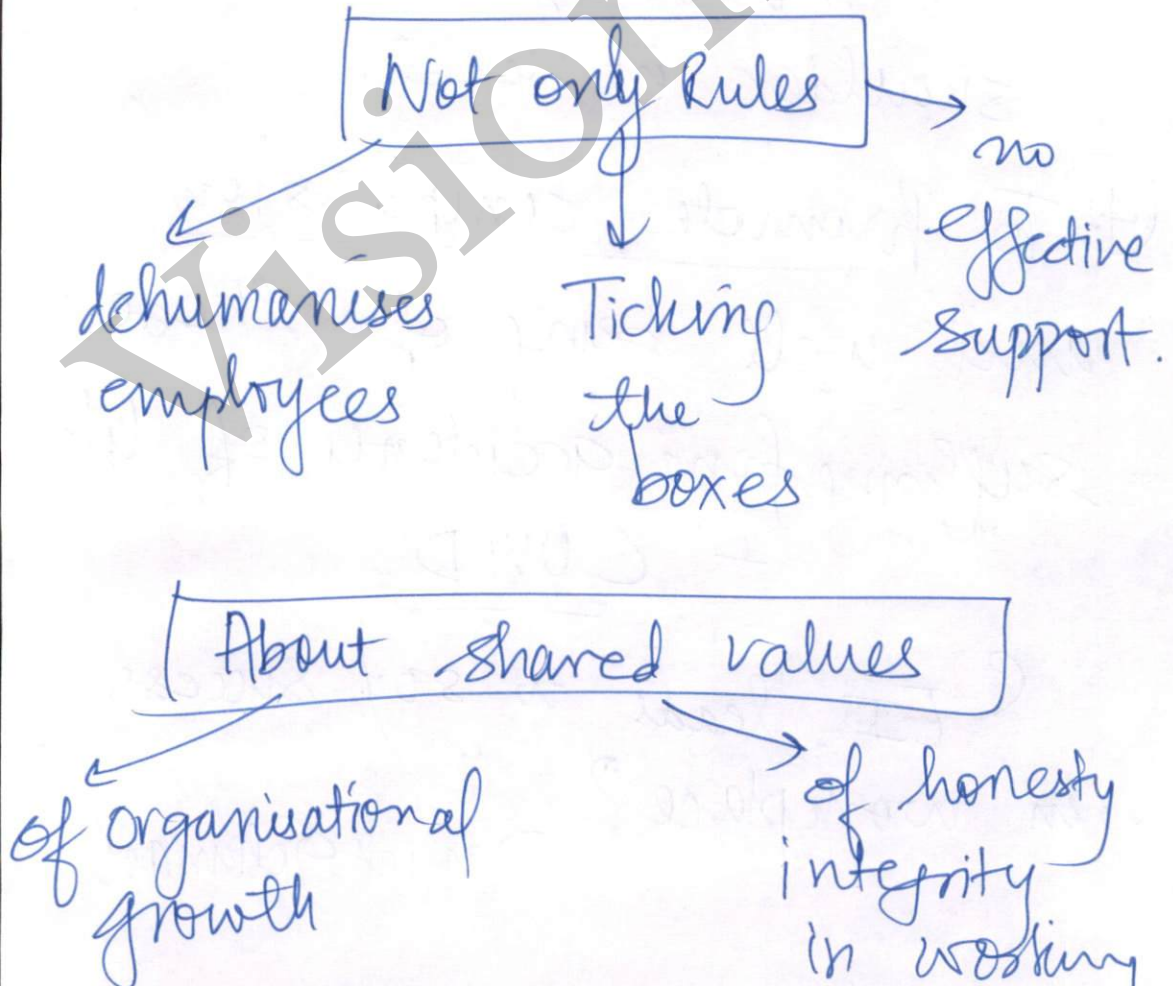 Not only Rules
no
effective
support.
dehumanises
employees
Ticking
the
boxes
About shared values
of organisational
growth
of honesty
integrity
in working
Vision